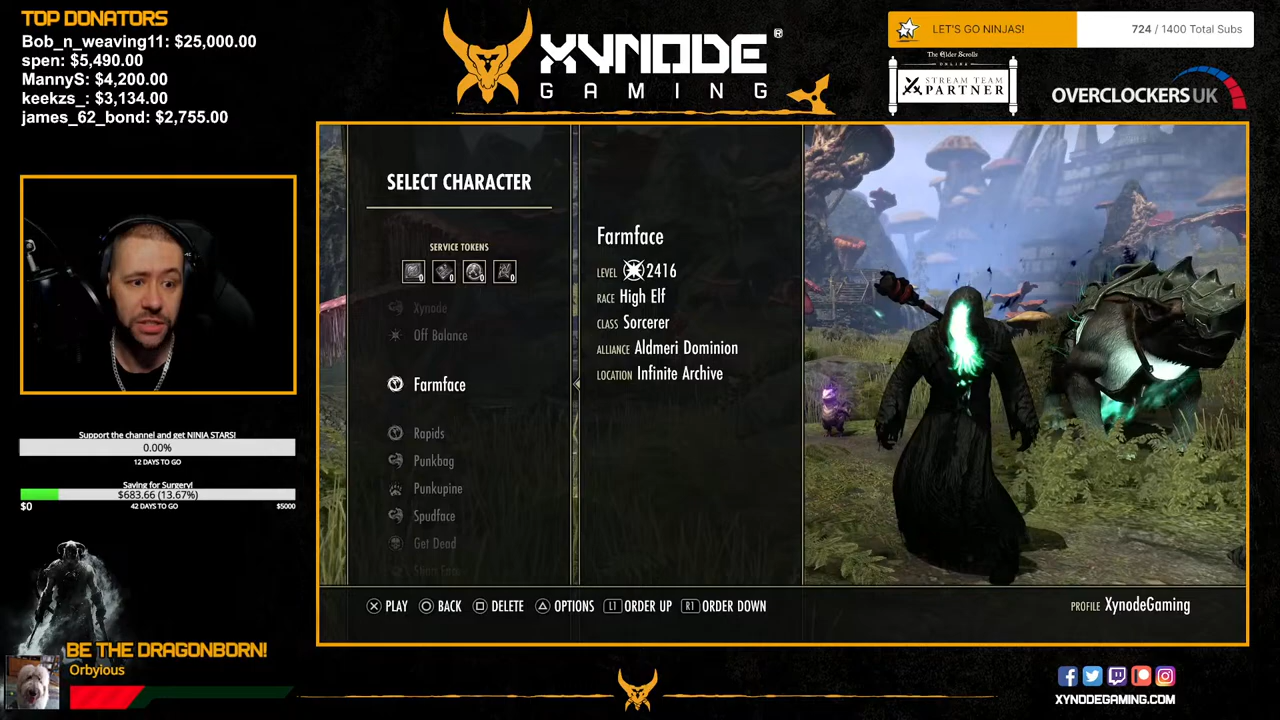 TOP DONATORS
Bob_n_weaving11: $25,000.00
spen: $5,490.00
MannyS: $4,200.00
keekzs_: $3,134.00
james_62_bond: $2,755.00
XYNODE®
GAMING
LET'S GO NINJAS!
724 / 1400 Total Subs
The Elder Scrolls
ONLINE
STREAM TEAM
PARTNER
OVERCLOCKERS UK
SELECT CHARACTER
SERVICE TOKENS
0 0 0 0
Xynode
Off Balance
Farmface
Rapids
Punkbag
Punkupine
Spudface
Get Dead
Farmface
LEVEL 2416
RACE High Elf
CLASS Sorcerer
ALLIANCE Aldmeri Dominion
LOCATION Infinite Archive
Support the channel and get NINJA STARS!
0.00%
12 DAYS TO GO
Saving for Surgery!
$683.66 (13.67%)
$0
42 DAYS TO GO
$5000
PLAY BACK DELETE OPTIONS L1 ORDER UP R1 ORDER DOWN
PROFILE XynodeGaming
BE THE DRAGONBORN!
Orbyious
XYNODEGAMING.COM